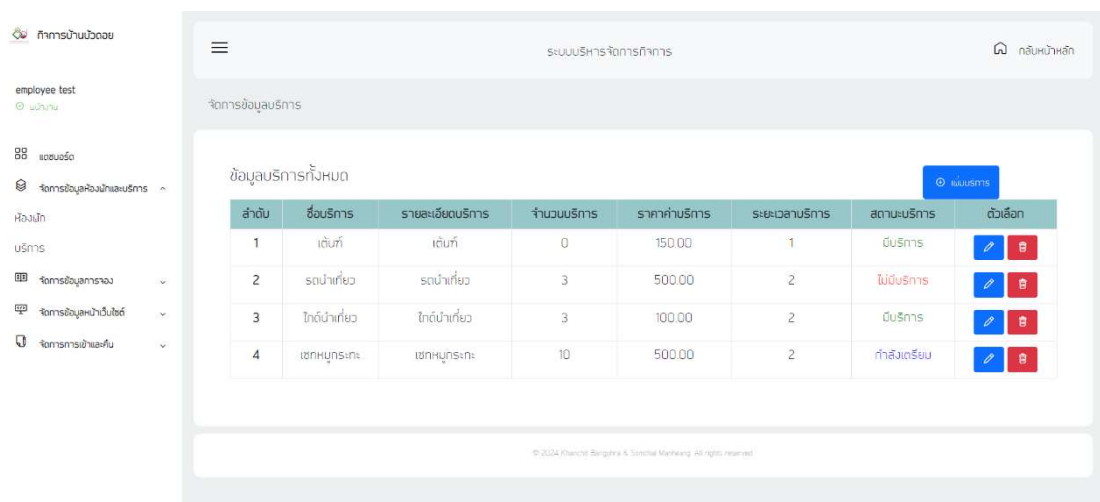 กิจการบ้านบัวดอย
ระบบบริหารจัดการกิจการ
กลับหน้าหลัก
employee test
พนักงาน
จัดการข้อมูลบริการ
แดชบอร์ด
จัดการข้อมูลห้องพักและบริการ
ห้องพัก
บริการ
จัดการข้อมูลการจอง
จัดการข้อมูลหน้าเว็บไซต์
จัดการการเช่าและคืน
ข้อมูลบริการทั้งหมด
เพิ่มบริการ
ลำดับ ชื่อบริการ รายละเอียดบริการ จำนวนบริการ ราคาค่าบริการ ระยะเวลาบริการ สถานะบริการ ตัวเลือก
1 เต้นท์ เต้นท์ 0 150.00 1 มีบริการ
2 รถนำเที่ยว รถนำเที่ยว 3 500.00 2 ไม่มีบริการ
3 ไกด์นำเที่ยว ไกด์นำเที่ยว 3 100.00 2 มีบริการ
4 เซทหมูกระทะ เซทหมูกระทะ 10 500.00 2 กำลังเตรียม
© 2024 All rights reserved